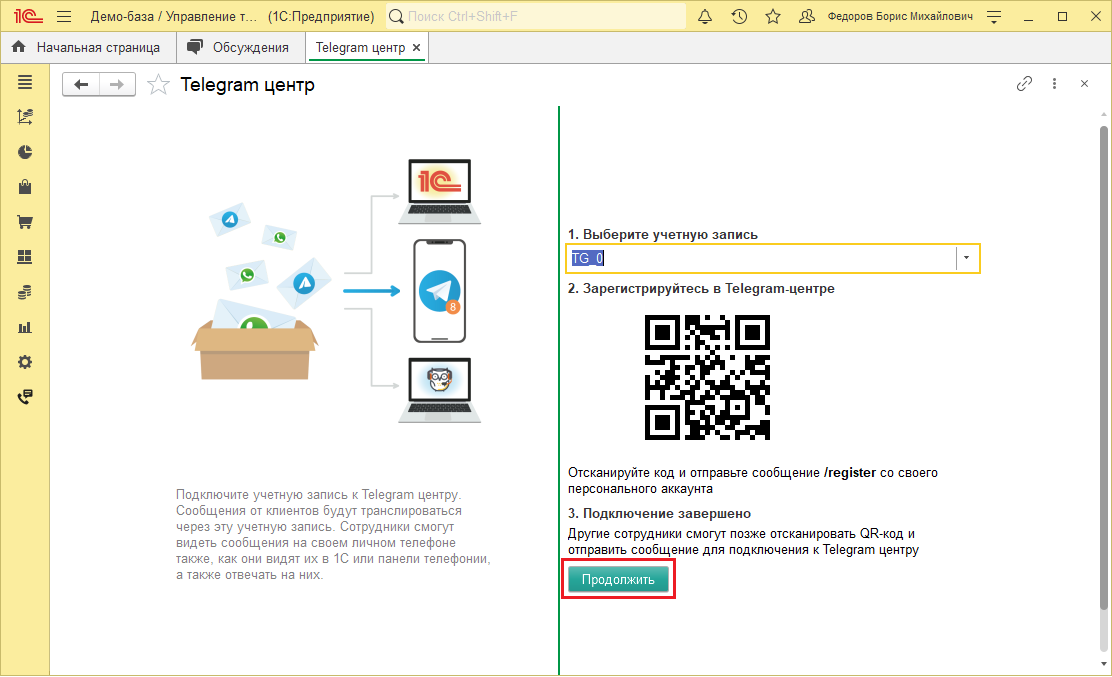 1С
Демо-база / Управление т... (1С:Предприятие)
Поиск Ctrl+Shift+F
Федоров Борис Михайлович
Начальная страница
Обсуждения
Telegram центр
Telegram центр
1С
8
Подключите учетную запись к Telegram центру.
Сообщения от клиентов будут транслироваться
через эту учетную запись. Сотрудники смогут
видеть сообщения на своем личном телефоне
также, как они видят их в 1С или панели телефонии,
а также отвечать на них.
1. Выберите учетную запись
TG_0
2. Зарегистрируйтесь в Telegram-центре
Отсканируйте код и отправьте сообщение /register со своего
персонального аккаунта
3. Подключение завершено
Другие сотрудники смогут позже отсканировать QR-код и
отправить сообщение для подключения к Telegram центру
Продолжить